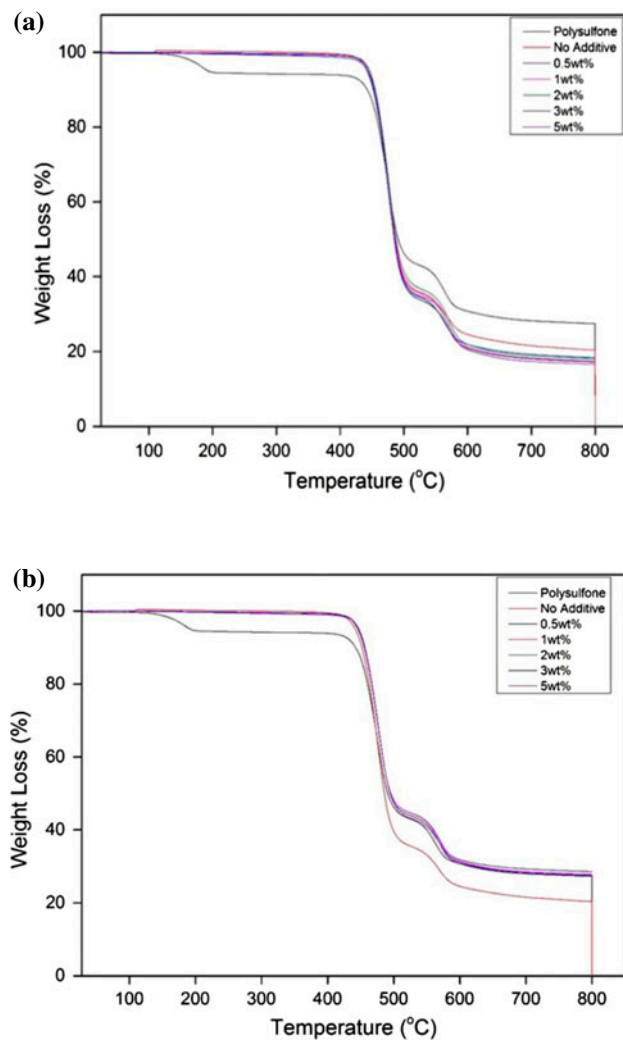 (a)
Polysulfone
No Additive
0.5wt%
1wt%
2wt%
3wt%
5wt%
100
80
60
40
20
0
Weight Loss (%)
100 200 300 400 500 600 700 800
Temperature (°C)
(b)
Polysulfone
No Additive
0.5wt%
1wt%
2wt%
3wt%
5wt%
100
80
60
40
20
0
Weight Loss (%)
100 200 300 400 500 600 700 800
Temperature (°C)